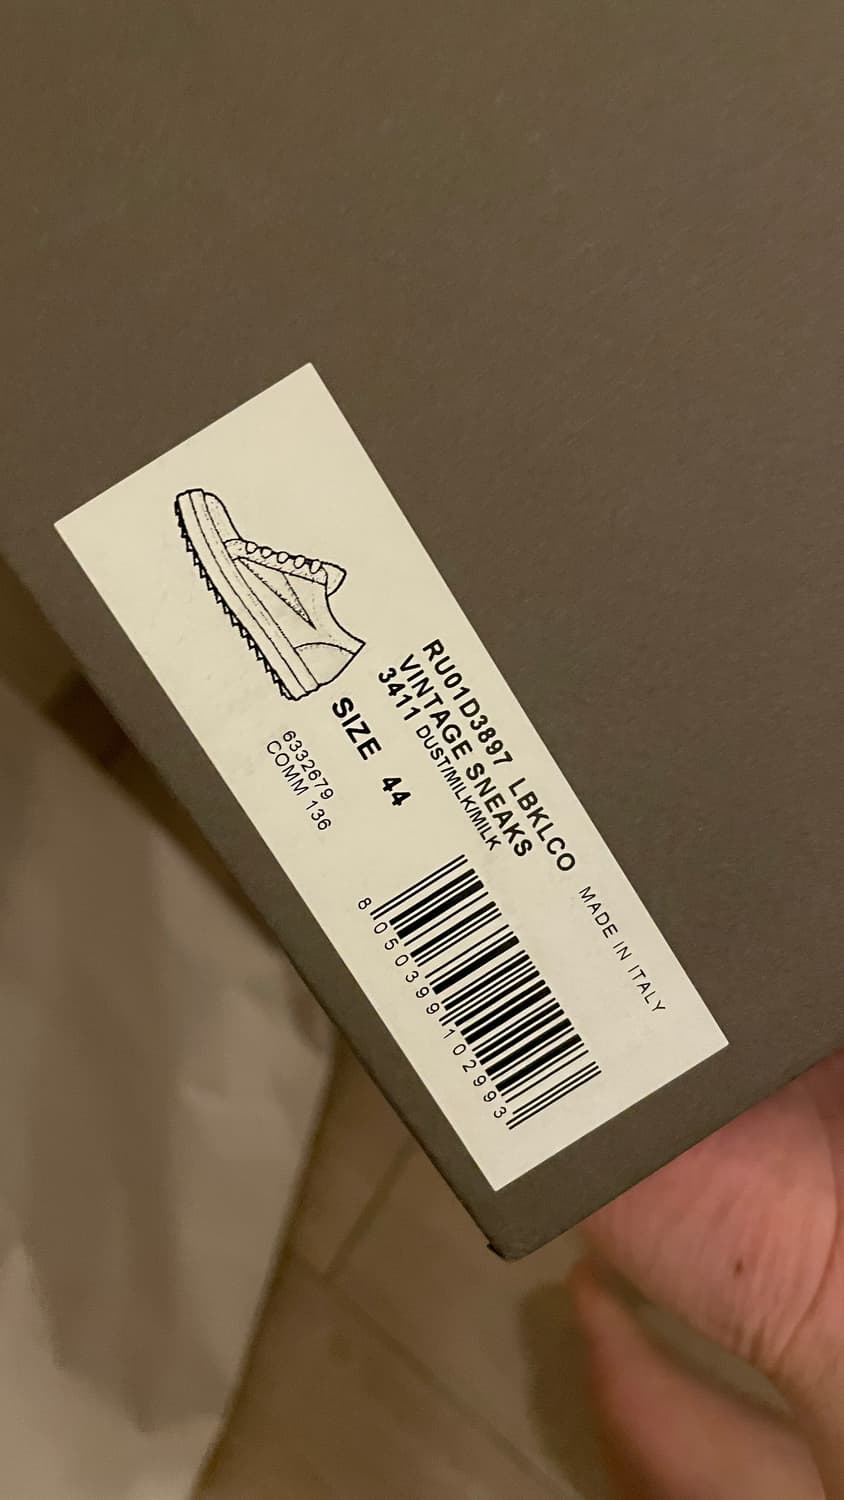 RU01D3897 LBKLCO
VINTAGE SNEAKS
3411 DUST/MILK/MILK
SIZE 44
6332679
COMM 136
MADE IN ITALY
8 050399 102993